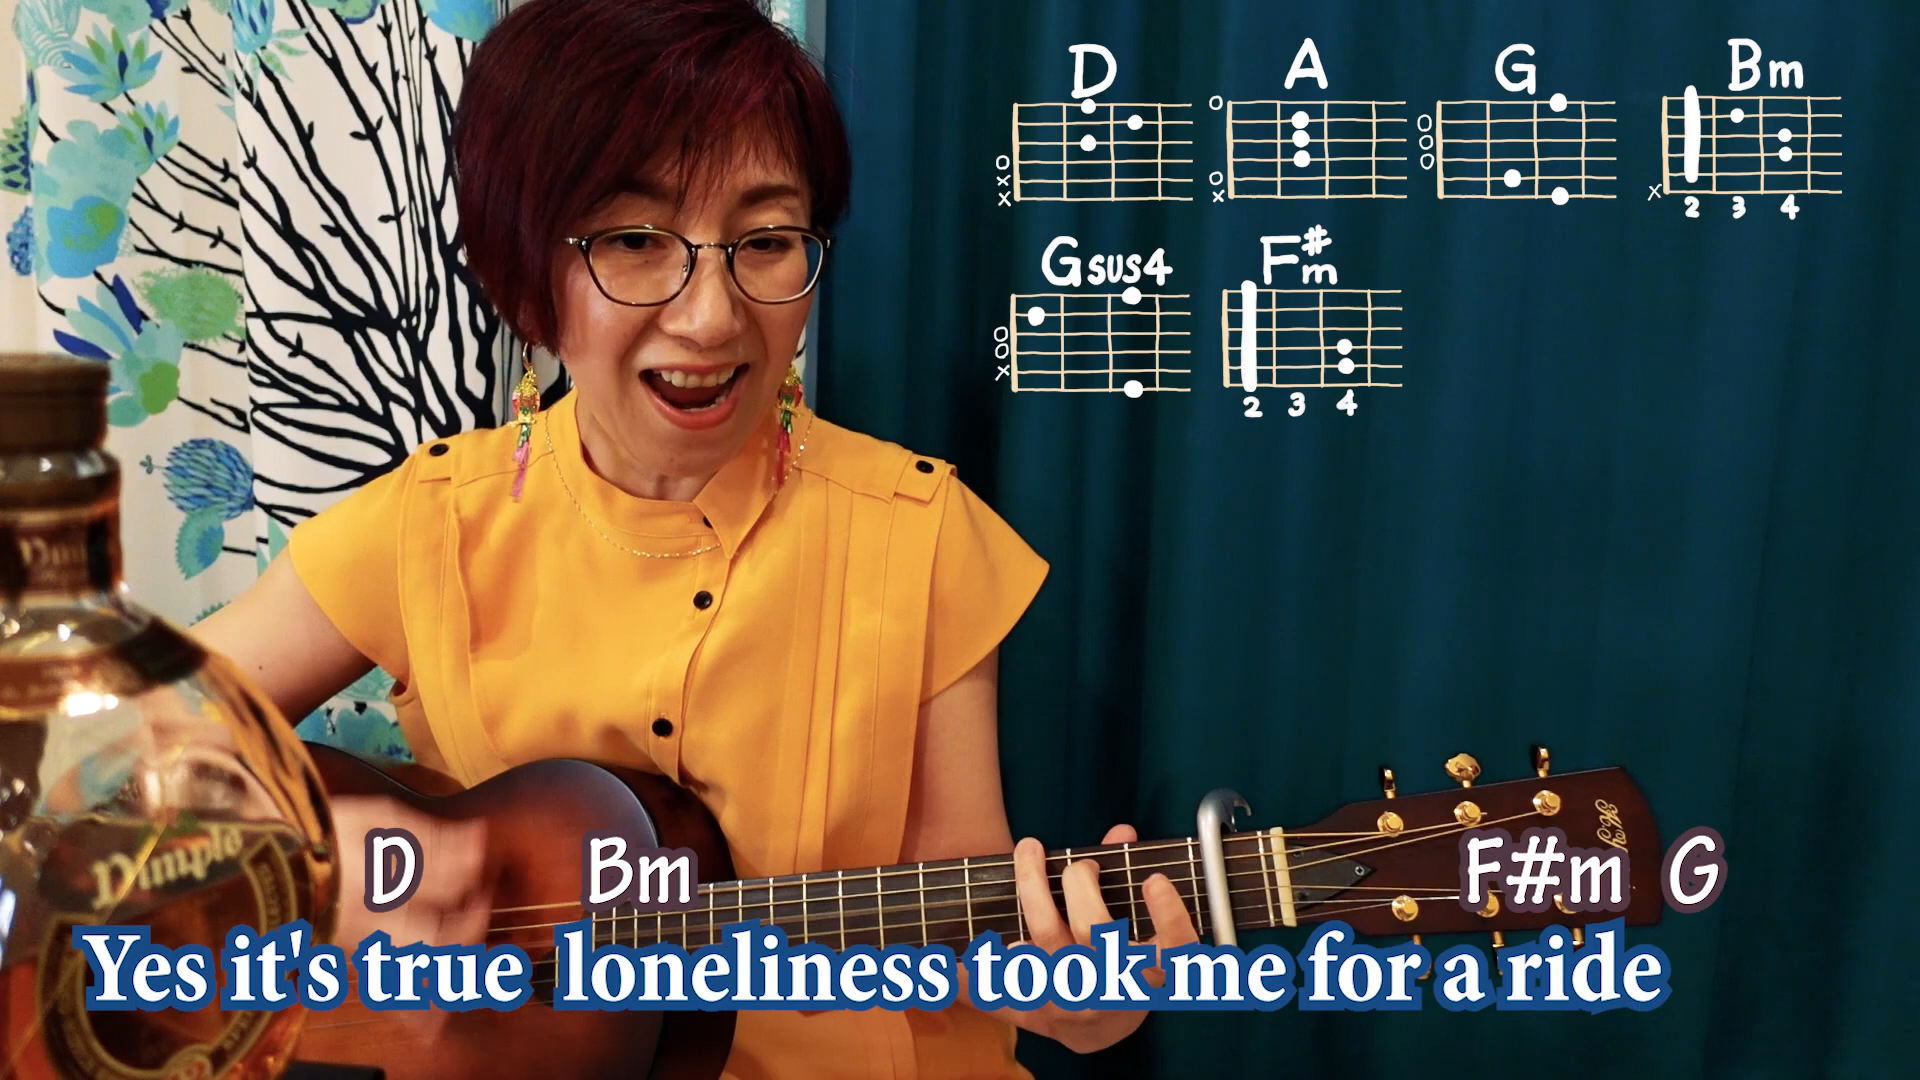 D A G Bm
o o o x
x x x
2 3 4
Gsus4 F#m
2 3 4
D Bm F#m G
Yes it's true loneliness took me for a ride
Dimple